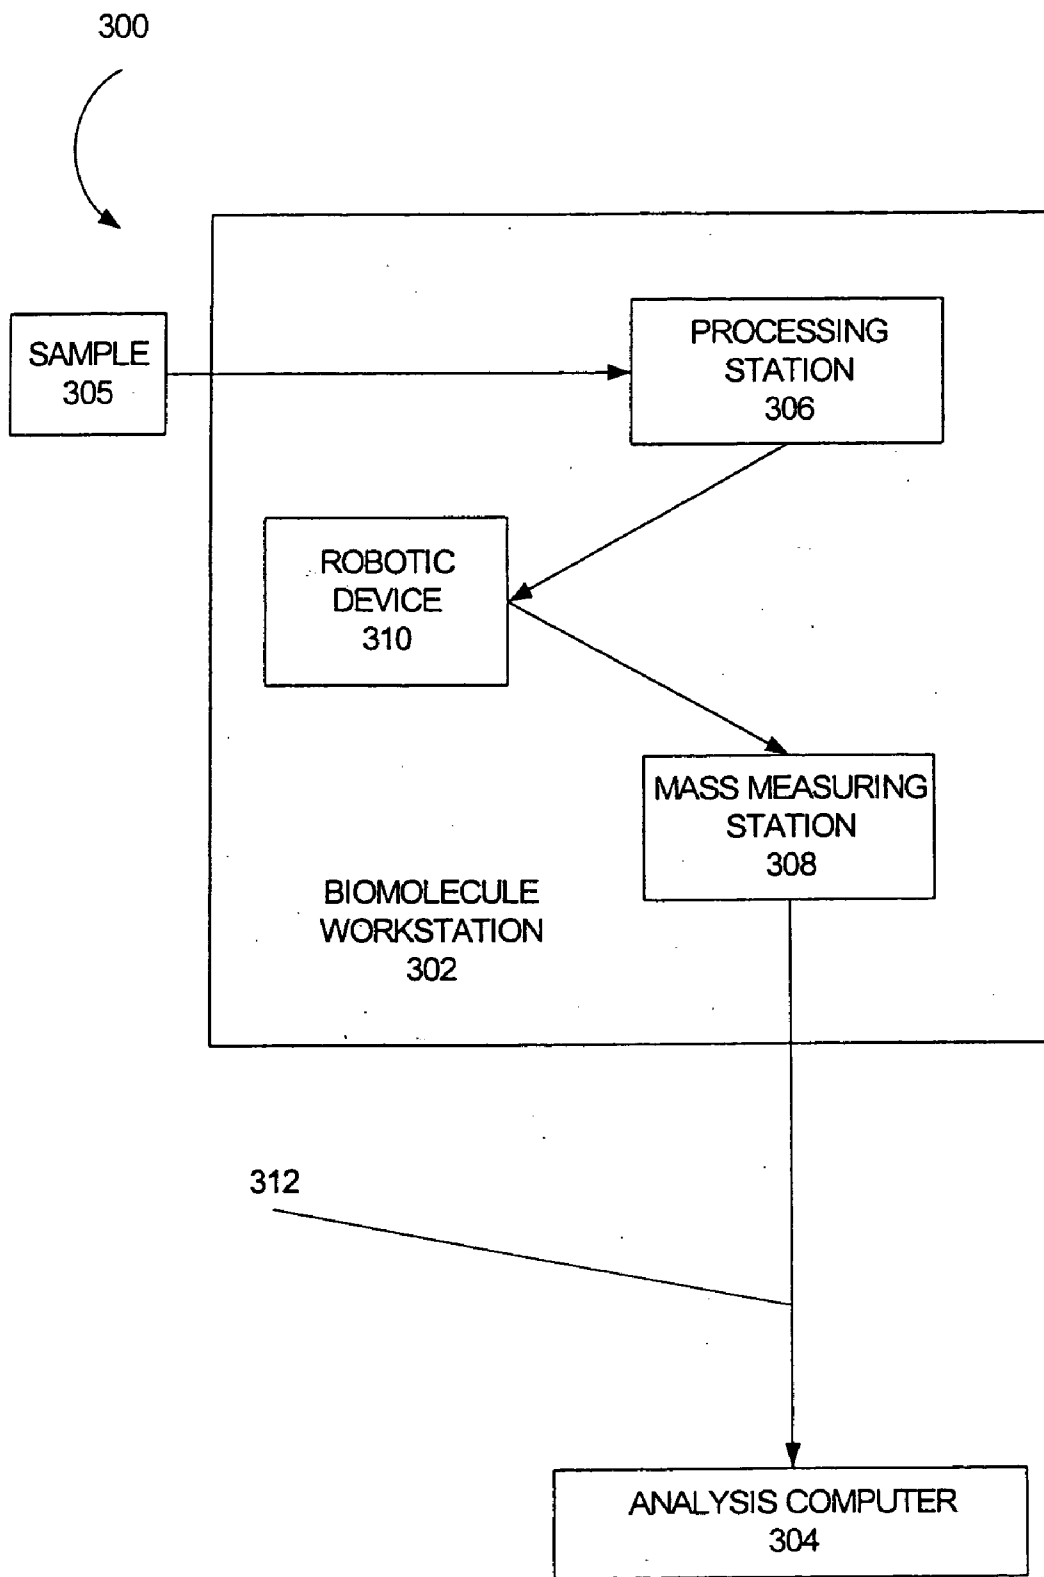 300
SAMPLE
305
PROCESSING
STATION
306
ROBOTIC
DEVICE
310
MASS MEASURING
STATION
308
BIOMOLECULE
WORKSTATION
302
312
ANALYSIS COMPUTER
304